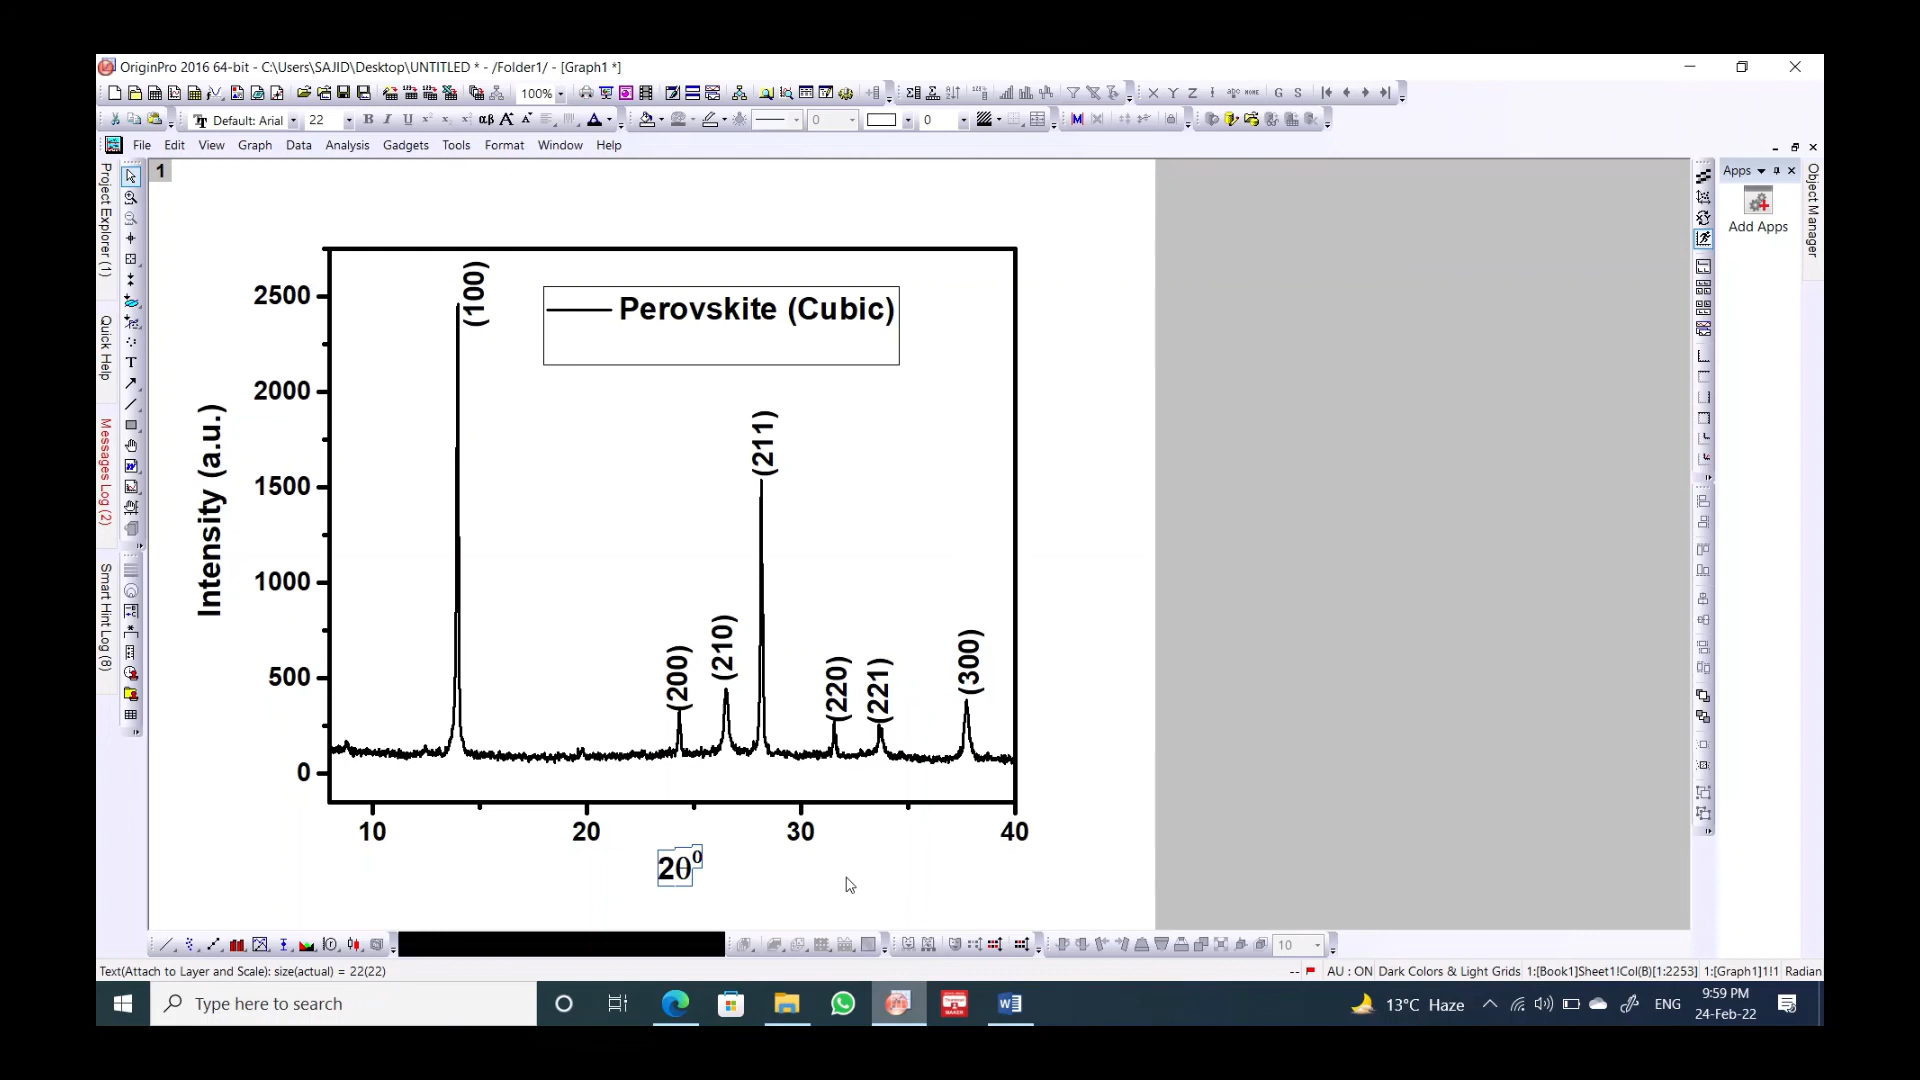 OriginPro 2016 64-bit - C:\Users\SAJID\Desktop\UNTITLED * - /Folder1/ - [Graph1 *]
100%
Default: Arial 22
0
0
File Edit View Graph Data Analysis Gadgets Tools Format Window Help
Apps
Add Apps
Object Manager
Project Explorer (1)
Quick Help
Messages Log (2)
Smart Hint Log (8)
1
Perovskite (Cubic)
(100)
(200)
(210)
(211)
(220)
(221)
(300)
Intensity (a.u.)
2500
2000
1500
1000
500
0
10 20 30 40
2θ⁰
10
Text(Attach to Layer and Scale): size(actual) = 22(22)
-- AU : ON Dark Colors & Light Grids 1:[Book1]Sheet1!Col(B)[1:2253] 1:[Graph1]1!1 Radian
Type here to search
13°C Haze
ENG
9:59 PM
24-Feb-22